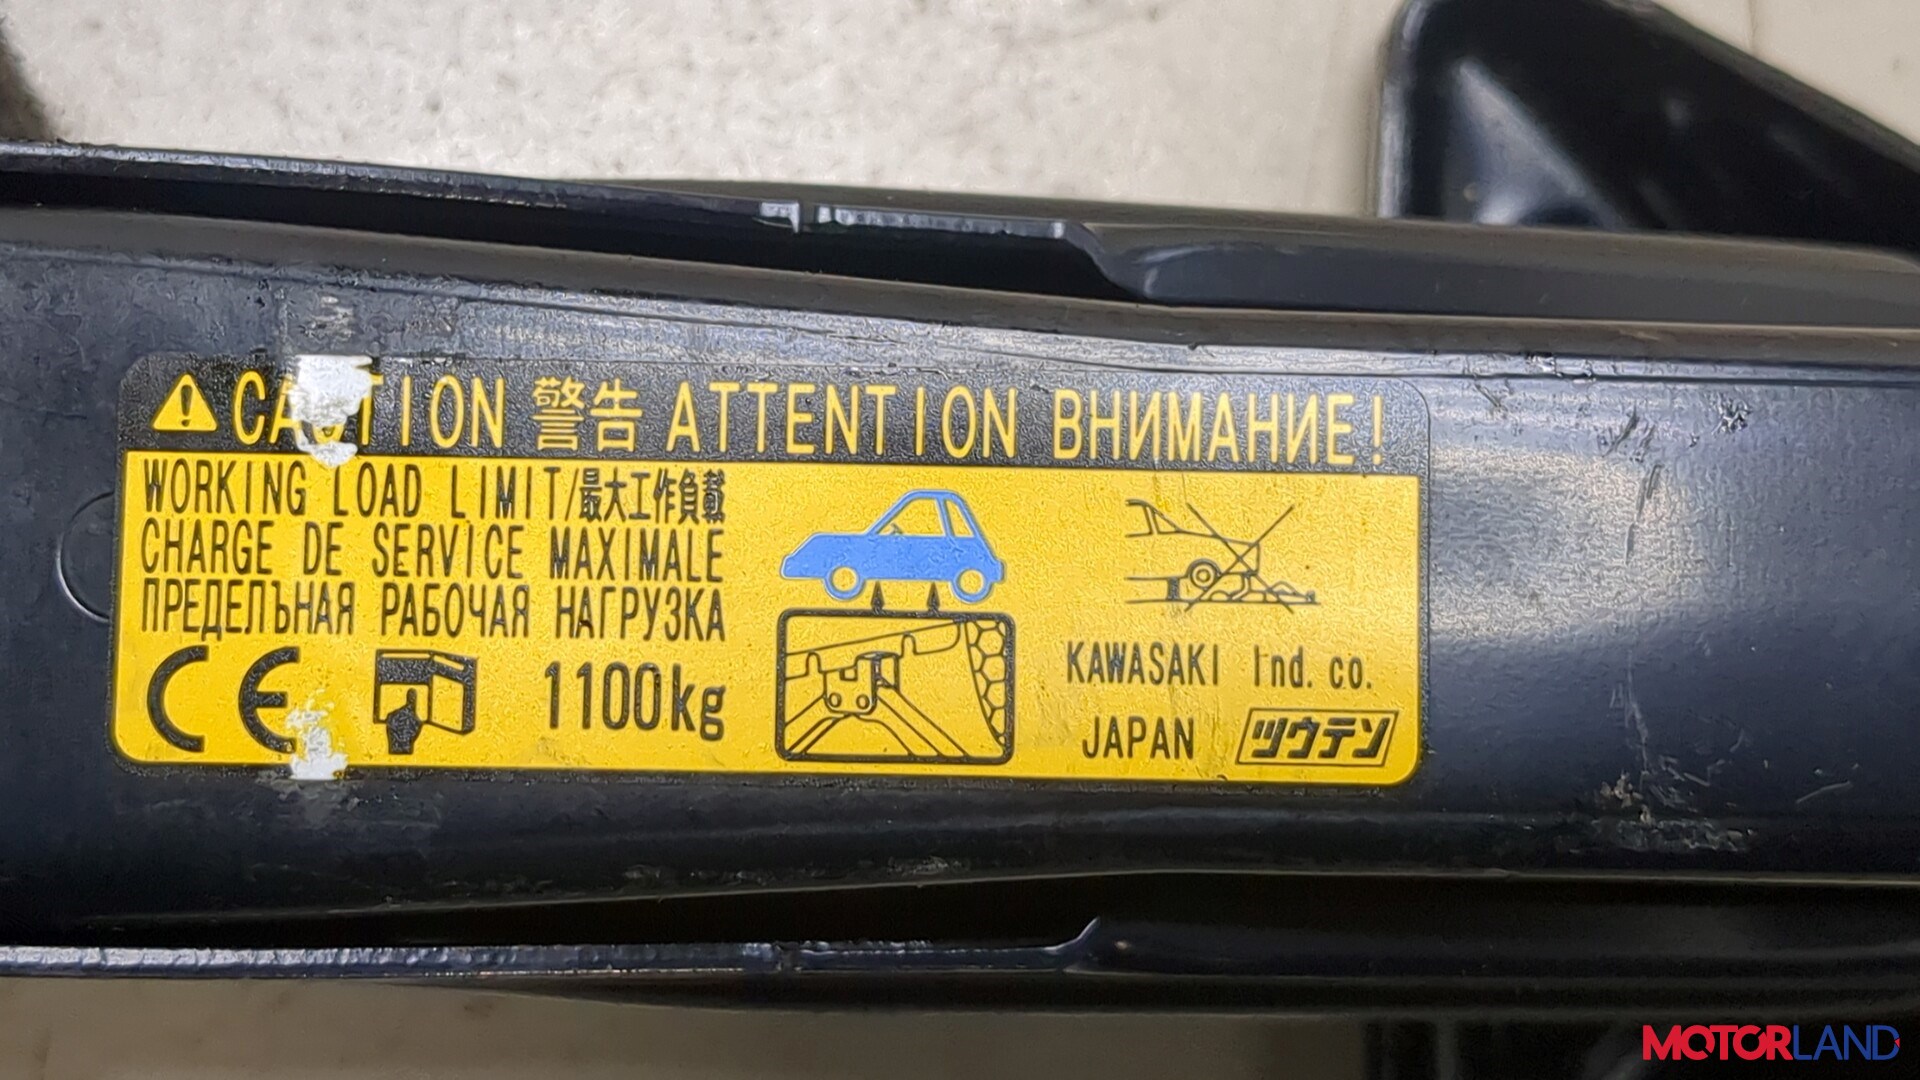 CAUTION 警告 ATTENTION ВНИМАНИЕ!
WORKING LOAD LIMIT/最大工作負載
CHARGE DE SERVICE MAXIMALE
ПРЕДЕЛЪНАЯ РАБОЧАЯ НАГРУЗКА
CE 1100kg
KAWASAKI Ind. co.
JAPAN ツウテン
MOTORLAND